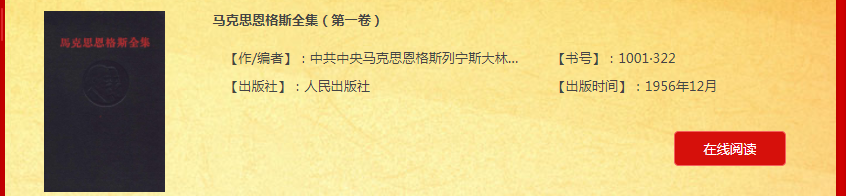 马克思恩格斯全集（第一卷）
馬克思恩格斯全集
【作/编者】：中共中央马克思恩格斯列宁斯大林... 【书号】：1001·322
【出版社】：人民出版社 【出版时间】：1956年12月
在线阅读